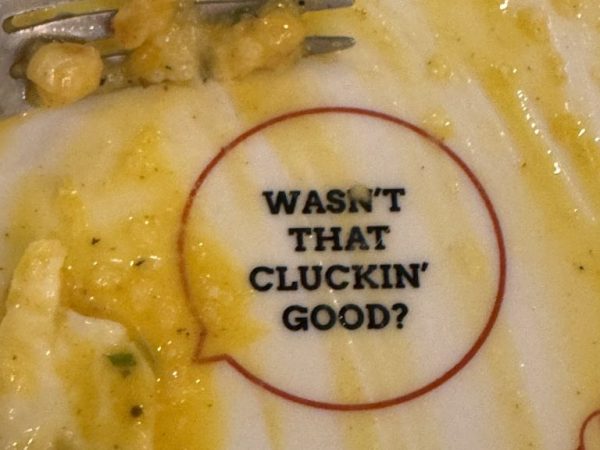 WASN'T
THAT
CLUCKIN'
GOOD?